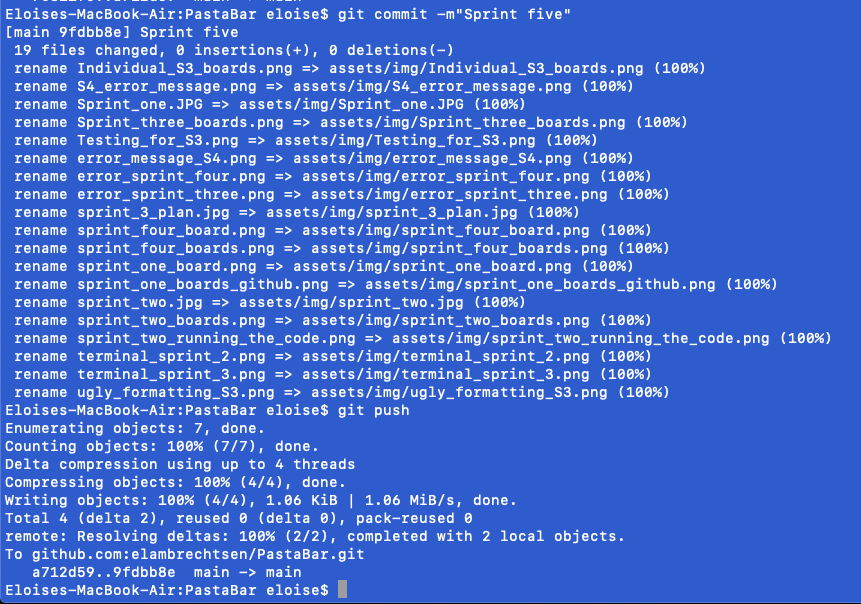 Eloises-MacBook-Air:PastaBar eloise$ git commit -m"Sprint five"
[main 9fdbb8e] Sprint five
 19 files changed, 0 insertions(+), 0 deletions(-)
 rename Individual_S3_boards.png => assets/img/Individual_S3_boards.png (100%)
 rename S4_error_message.png => assets/img/S4_error_message.png (100%)
 rename Sprint_one.JPG => assets/img/Sprint_one.JPG (100%)
 rename Sprint_three_boards.png => assets/img/Sprint_three_boards.png (100%)
 rename Testing_for_S3.png => assets/img/Testing_for_S3.png (100%)
 rename error_message_S4.png => assets/img/error_message_S4.png (100%)
 rename error_sprint_four.png => assets/img/error_sprint_four.png (100%)
 rename error_sprint_three.png => assets/img/error_sprint_three.png (100%)
 rename sprint_3_plan.jpg => assets/img/sprint_3_plan.jpg (100%)
 rename sprint_four_board.png => assets/img/sprint_four_board.png (100%)
 rename sprint_four_boards.png => assets/img/sprint_four_boards.png (100%)
 rename sprint_one_board.png => assets/img/sprint_one_board.png (100%)
 rename sprint_one_boards_github.png => assets/img/sprint_one_boards_github.png (100%)
 rename sprint_two.jpg => assets/img/sprint_two.jpg (100%)
 rename sprint_two_boards.png => assets/img/sprint_two_boards.png (100%)
 rename sprint_two_running_the_code.png => assets/img/sprint_two_running_the_code.png (100%)
 rename terminal_sprint_2.png => assets/img/terminal_sprint_2.png (100%)
 rename terminal_sprint_3.png => assets/img/terminal_sprint_3.png (100%)
 rename ugly_formatting_S3.png => assets/img/ugly_formatting_S3.png (100%)
Eloises-MacBook-Air:PastaBar eloise$ git push
Enumerating objects: 7, done.
Counting objects: 100% (7/7), done.
Delta compression using up to 4 threads
Compressing objects: 100% (4/4), done.
Writing objects: 100% (4/4), 1.06 KiB | 1.06 MiB/s, done.
Total 4 (delta 2), reused 0 (delta 0), pack-reused 0
remote: Resolving deltas: 100% (2/2), completed with 2 local objects.
To github.com:elambrechtsen/PastaBar.git
   a712d59..9fdbb8e  main -> main
Eloises-MacBook-Air:PastaBar eloise$